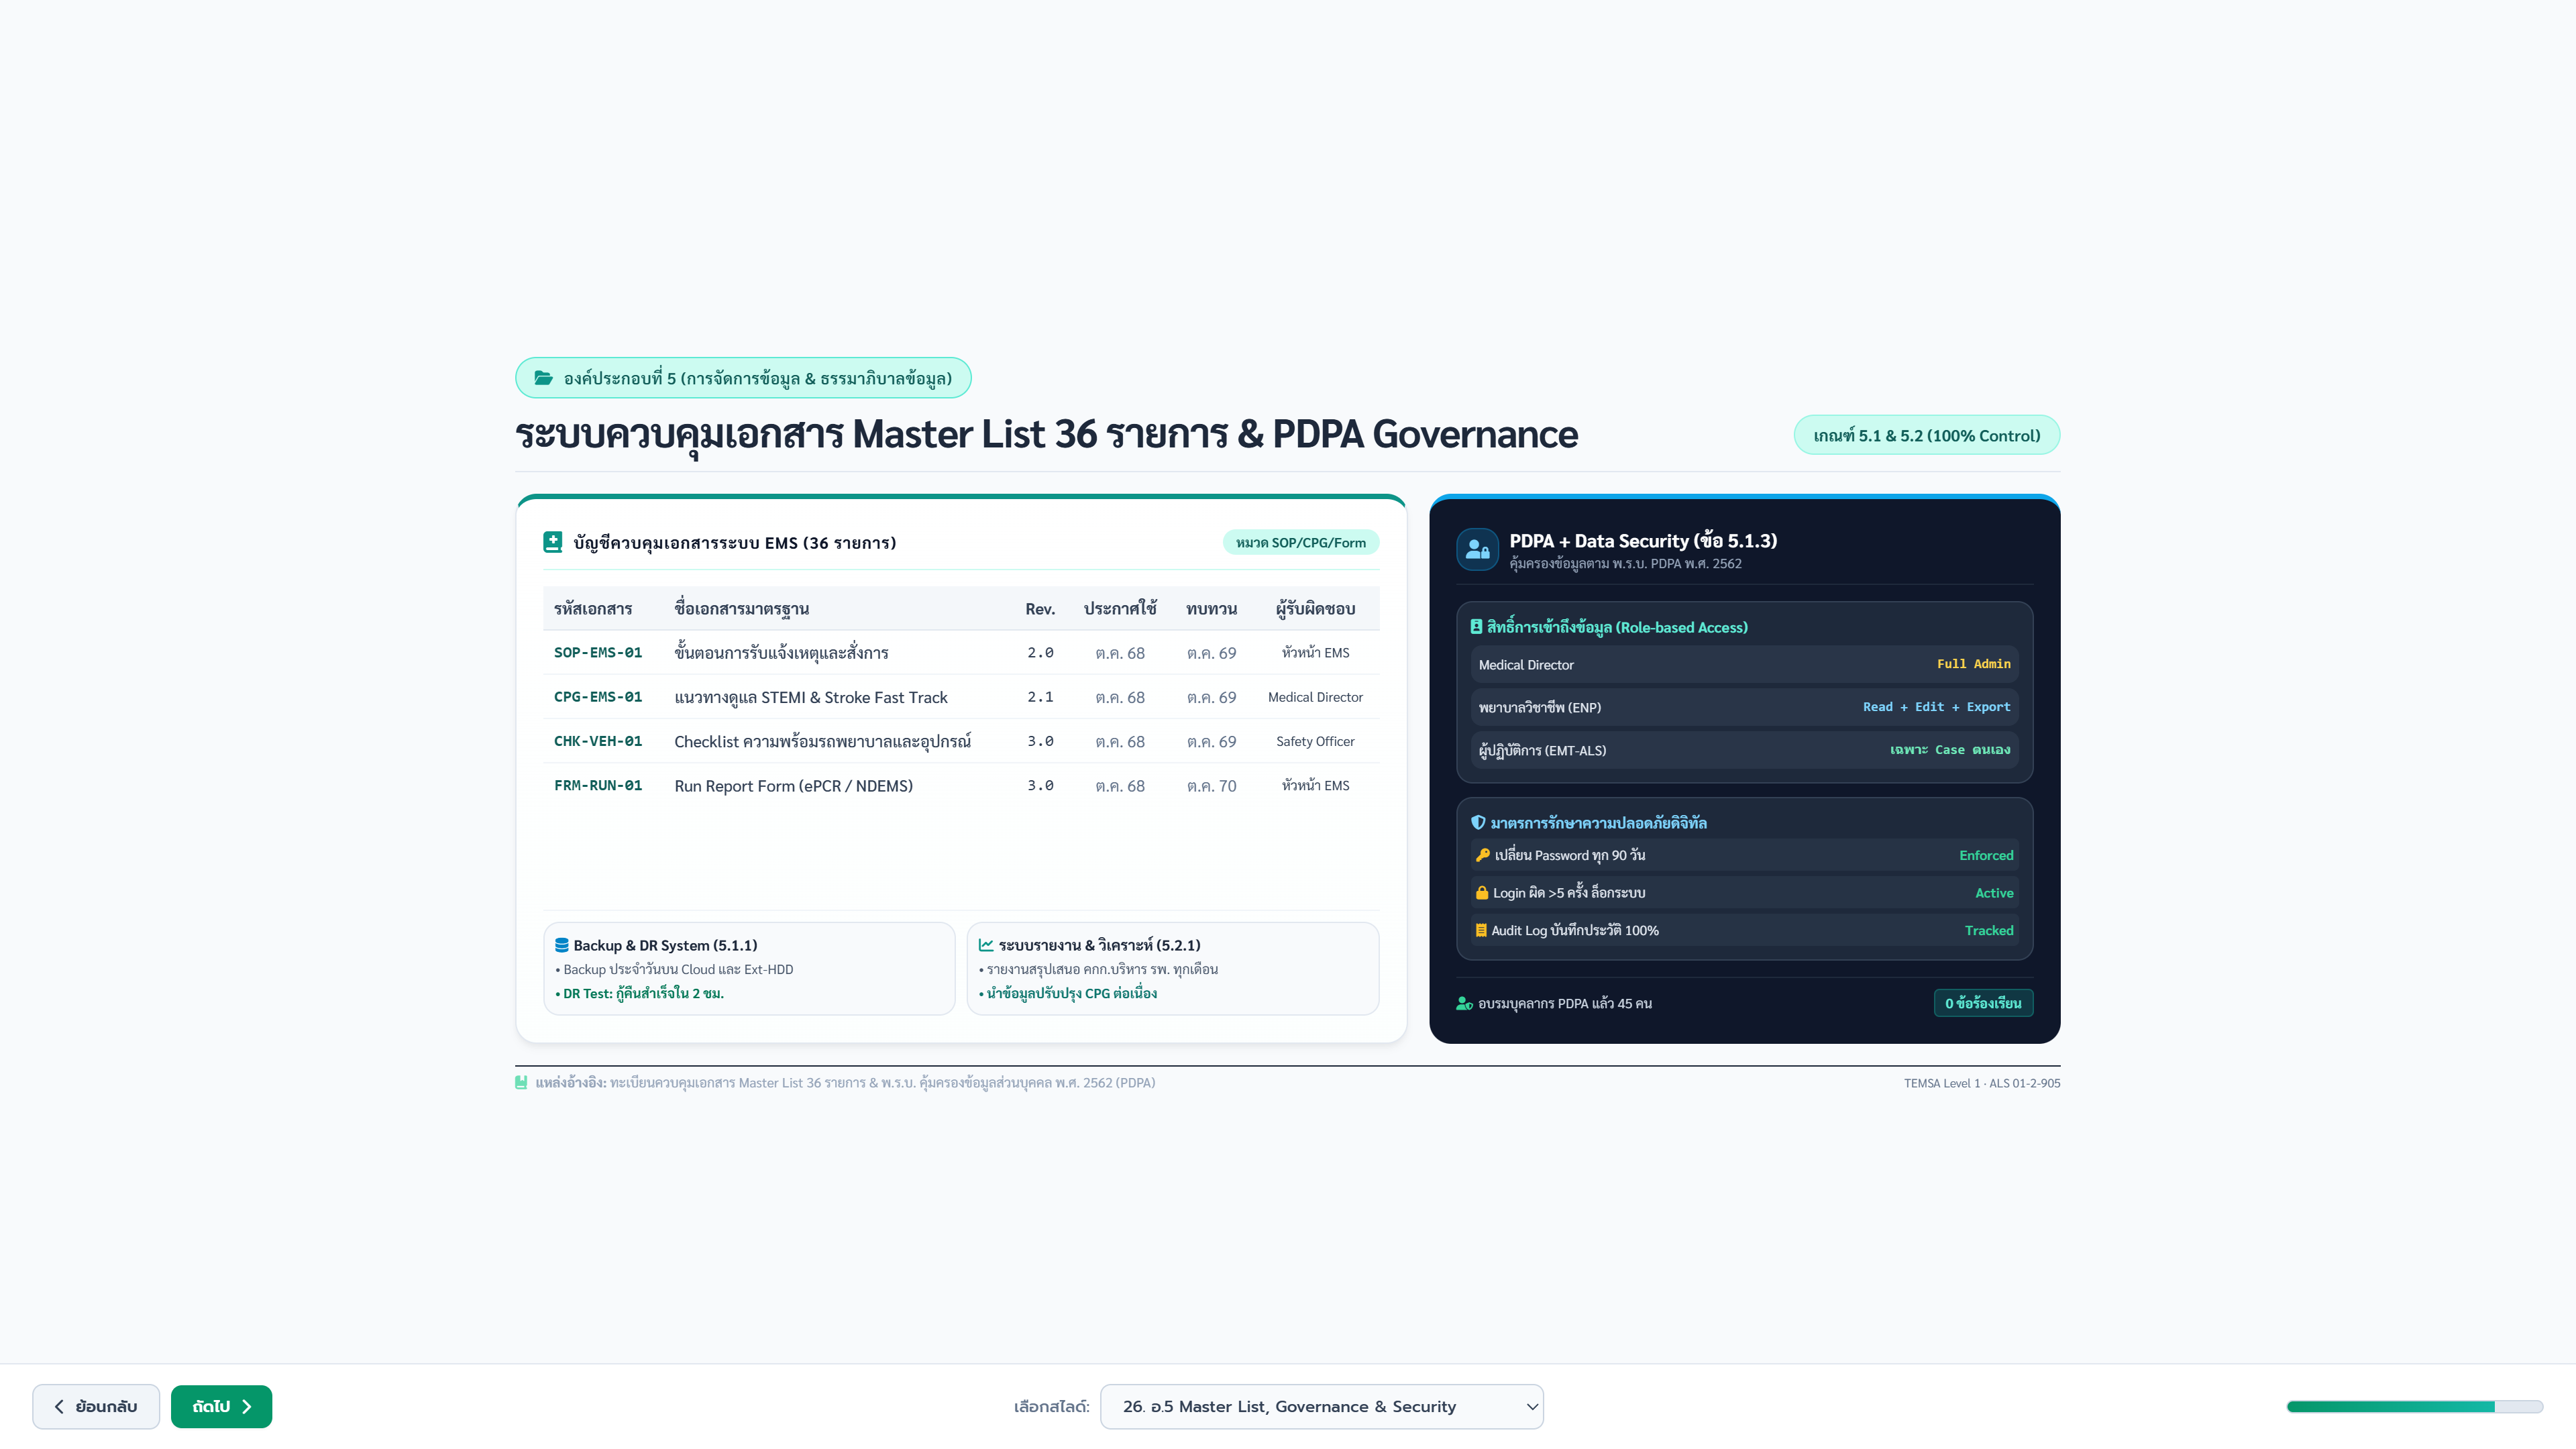 องค์ประกอบที่ 5 (การจัดการข้อมูล & ธรรมาภิบาลข้อมูล)
ระบบควบคุมเอกสาร Master List 36 รายการ & PDPA Governance
เกณฑ์ 5.1 & 5.2 (100% Control)
บัญชีควบคุมเอกสารระบบ EMS (36 รายการ)
หมวด SOP/CPG/Form
รหัสเอกสาร ชื่อเอกสารมาตรฐาน Rev. ประกาศใช้ ทบทวน ผู้รับผิดชอบ
SOP-EMS-01 ขั้นตอนการรับแจ้งเหตุและสั่งการ 2.0 ต.ค. 68 ต.ค. 69 หัวหน้า EMS
CPG-EMS-01 แนวทางดูแล STEMI & Stroke Fast Track 2.1 ต.ค. 68 ต.ค. 69 Medical Director
CHK-VEH-01 Checklist ความพร้อมรถพยาบาลและอุปกรณ์ 3.0 ต.ค. 68 ต.ค. 69 Safety Officer
FRM-RUN-01 Run Report Form (ePCR / NDEMS) 3.0 ต.ค. 68 ต.ค. 70 หัวหน้า EMS
Backup & DR System (5.1.1)
• Backup ประจำวันบน Cloud และ Ext-HDD
• DR Test: กู้คืนสำเร็จใน 2 ชม.
ระบบรายงาน & วิเคราะห์ (5.2.1)
• รายงานสรุปเสนอ คกก.บริหาร รพ. ทุกเดือน
• นำข้อมูลปรับปรุง CPG ต่อเนื่อง
PDPA + Data Security (ข้อ 5.1.3)
คุ้มครองข้อมูลตาม พ.ร.บ. PDPA พ.ศ. 2562
สิทธิ์การเข้าถึงข้อมูล (Role-based Access)
Medical Director Full Admin
พยาบาลวิชาชีพ (ENP) Read + Edit + Export
ผู้ปฏิบัติการ (EMT-ALS) เฉพาะ Case ตนเอง
มาตรการรักษาความปลอดภัยดิจิทัล
เปลี่ยน Password ทุก 90 วัน Enforced
Login ผิด >5 ครั้ง ล็อกระบบ Active
Audit Log บันทึกประวัติ 100% Tracked
อบรมบุคลากร PDPA แล้ว 45 คน 0 ข้อร้องเรียน
แหล่งอ้างอิง: ทะเบียนควบคุมเอกสาร Master List 36 รายการ & พ.ร.บ. คุ้มครองข้อมูลส่วนบุคคล พ.ศ. 2562 (PDPA)
TEMSA Level 1 · ALS 01-2-905
ย้อนกลับ ถัดไป เลือกสไลด์: 26. อ.5 Master List, Governance & Security